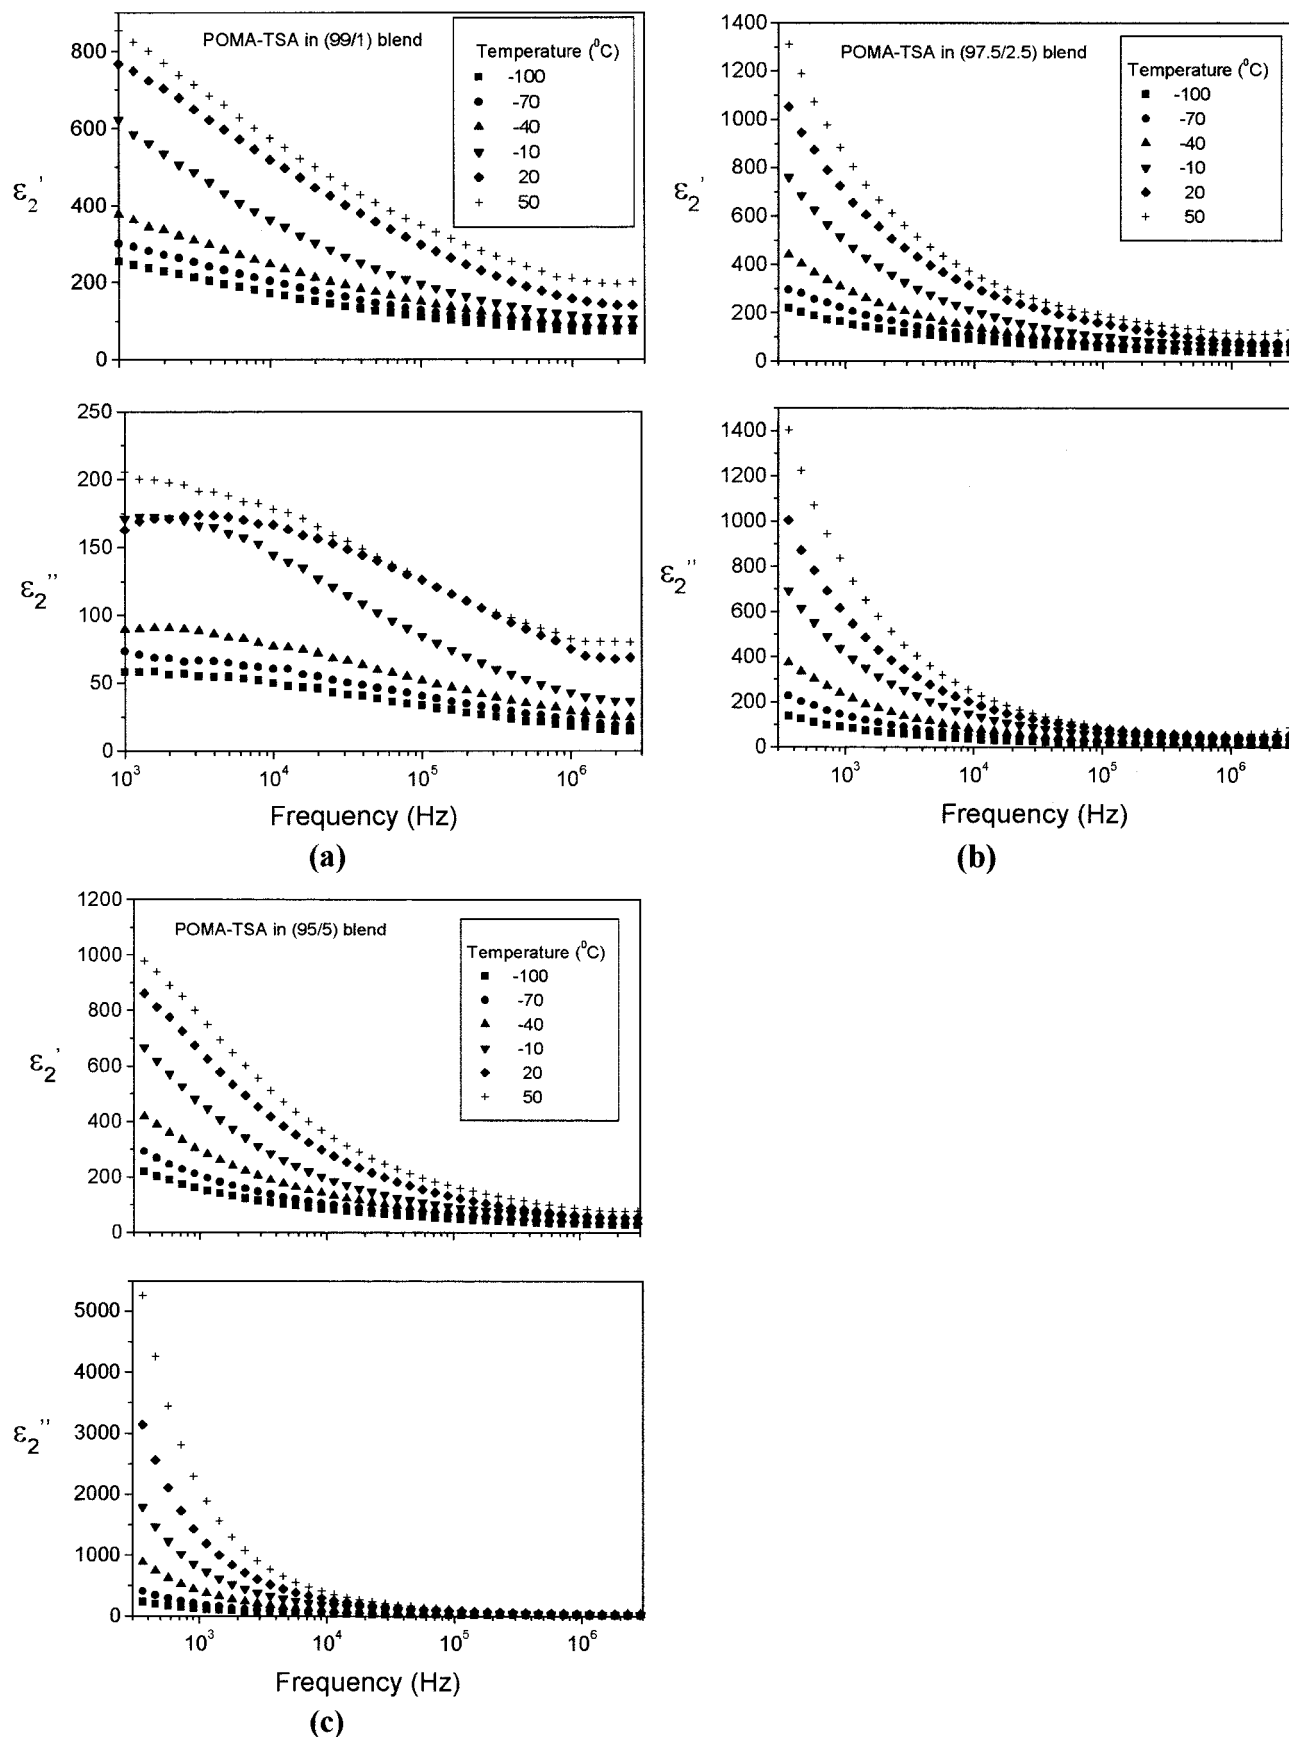 POMA-TSA in (99/1) blend
Temperature (⁰C)
-100
-70
-40
-10
20
50
800
600
400
200
0
ε₂'
250
200
150
100
50
0
ε₂''
10³ 10⁴ 10⁵ 10⁶
Frequency (Hz)
(a)
POMA-TSA in (97.5/2.5) blend
Temperature (⁰C)
-100
-70
-40
-10
20
50
1400
1200
1000
800
600
400
200
0
ε₂'
1400
1200
1000
800
600
400
200
0
ε₂''
10³ 10⁴ 10⁵ 10⁶
Frequency (Hz)
(b)
POMA-TSA in (95/5) blend
Temperature (⁰C)
-100
-70
-40
-10
20
50
1200
1000
800
600
400
200
0
ε₂'
5000
4000
3000
2000
1000
0
ε₂''
10³ 10⁴ 10⁵ 10⁶
Frequency (Hz)
(c)